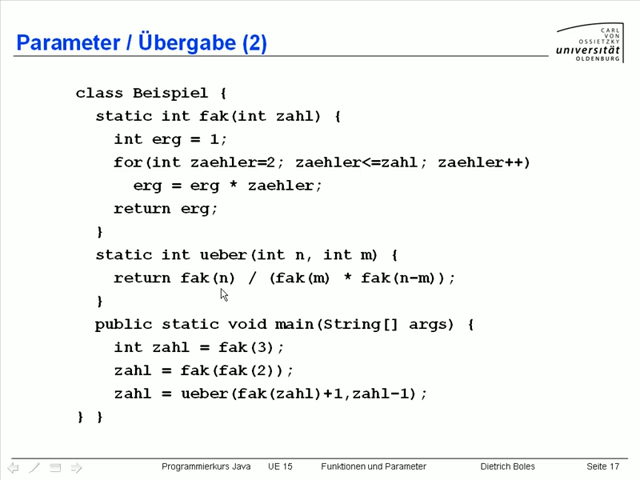 Parameter / Übergabe (2)
CARL
VON
OSSIETZKY
universität
OLDENBURG
class Beispiel {
static int fak(int zahl) {
int erg = 1;
for(int zaehler=2; zaehler<=zahl; zaehler++)
erg = erg * zaehler;
return erg;
}
static int ueber(int n, int m) {
return fak(n) / (fak(m) * fak(n-m));
}
public static void main(String[] args) {
int zahl = fak(3);
zahl = fak(fak(2));
zahl = ueber(fak(zahl)+1,zahl-1);
} }
Programmierkurs Java UE 15 Funktionen und Parameter Dietrich Boles Seite 17